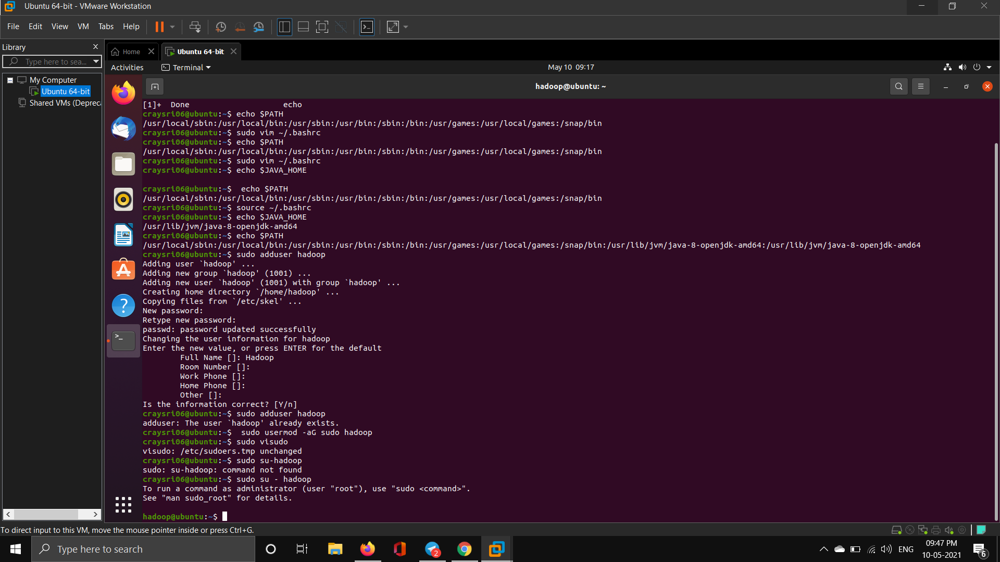 Ubuntu 64-bit - VMware Workstation
File Edit View VM Tabs Help
Library
Type here to sea...
My Computer
Ubuntu 64-bit
Shared VMs (Depreca
Home
Ubuntu 64-bit
Activities
Terminal
May 10 09:17
hadoop@ubuntu: ~
[1]+  Done                    echo
craysri06@ubuntu:~$ echo $PATH
/usr/local/sbin:/usr/local/bin:/usr/sbin:/usr/bin:/sbin:/bin:/usr/games:/usr/local/games:/snap/bin
craysri06@ubuntu:~$ sudo vim ~/.bashrc
craysri06@ubuntu:~$ echo $PATH
/usr/local/sbin:/usr/local/bin:/usr/sbin:/usr/bin:/sbin:/bin:/usr/games:/usr/local/games:/snap/bin
craysri06@ubuntu:~$ sudo vim ~/.bashrc
craysri06@ubuntu:~$ echo $JAVA_HOME
craysri06@ubuntu:~$  echo $PATH
/usr/local/sbin:/usr/local/bin:/usr/sbin:/usr/bin:/sbin:/bin:/usr/games:/usr/local/games:/snap/bin
craysri06@ubuntu:~$ source ~/.bashrc
craysri06@ubuntu:~$ echo $JAVA_HOME
/usr/lib/jvm/java-8-openjdk-amd64
craysri06@ubuntu:~$ echo $PATH
/usr/local/sbin:/usr/local/bin:/usr/sbin:/usr/bin:/sbin:/bin:/usr/games:/usr/local/games:/snap/bin:/usr/lib/jvm/java-8-openjdk-amd64:/usr/lib/jvm/java-8-openjdk-amd64
craysri06@ubuntu:~$ sudo adduser hadoop
Adding user `hadoop' ...
Adding new group `hadoop' (1001) ...
Adding new user `hadoop' (1001) with group `hadoop' ...
Creating home directory `/home/hadoop' ...
Copying files from `/etc/skel' ...
New password:
Retype new password:
passwd: password updated successfully
Changing the user information for hadoop
Enter the new value, or press ENTER for the default
Full Name []: Hadoop
Room Number []:
Work Phone []:
Home Phone []:
Other []:
Is the information correct? [Y/n]
craysri06@ubuntu:~$ sudo adduser hadoop
adduser: The user `hadoop' already exists.
craysri06@ubuntu:~$  sudo usermod -aG sudo hadoop
craysri06@ubuntu:~$ sudo visudo
visudo: /etc/sudoers.tmp unchanged
craysri06@ubuntu:~$ sudo su-hadoop
sudo: su-hadoop: command not found
craysri06@ubuntu:~$ sudo su - hadoop
To run a command as administrator (user "root"), use "sudo <command>".
See "man sudo_root" for details.
hadoop@ubuntu:~$
To direct input to this VM, move the mouse pointer inside or press Ctrl+G.
Type here to search
2
ENG
09:47 PM
10-05-2021
6